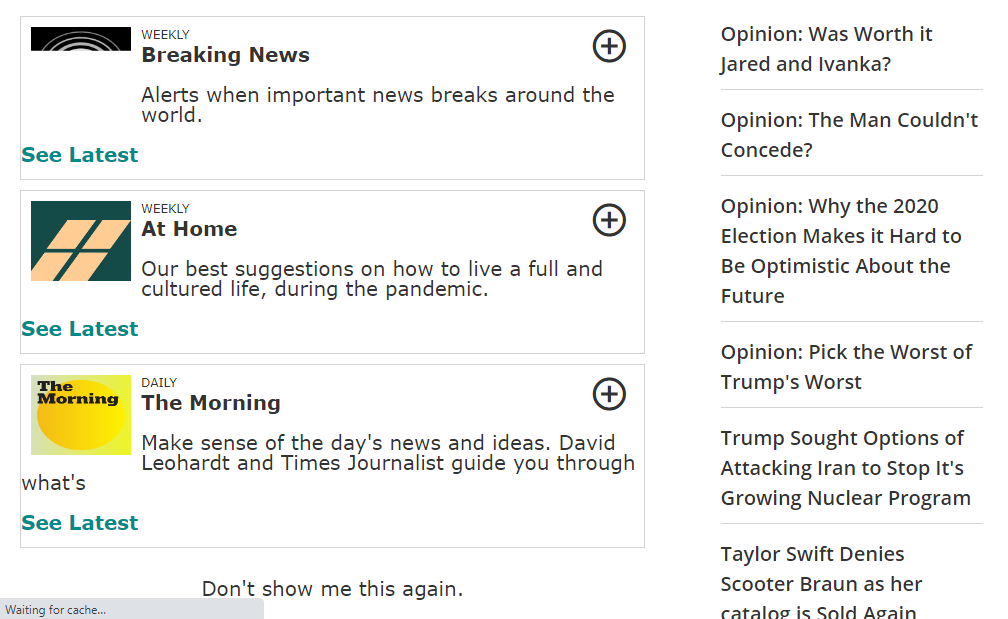 WEEKLY
Breaking News
Alerts when important news breaks around the
world.
See Latest
WEEKLY
At Home
Our best suggestions on how to live a full and
cultured life, during the pandemic.
See Latest
The
Morning
DAILY
The Morning
Make sense of the day's news and ideas. David
Leohardt and Times Journalist guide you through
what's
See Latest
Don't show me this again.
Waiting for cache...
Opinion: Was Worth it
Jared and Ivanka?
Opinion: The Man Couldn't
Concede?
Opinion: Why the 2020
Election Makes it Hard to
Be Optimistic About the
Future
Opinion: Pick the Worst of
Trump's Worst
Trump Sought Options of
Attacking Iran to Stop It's
Growing Nuclear Program
Taylor Swift Denies
Scooter Braun as her
catalog is Sold Again